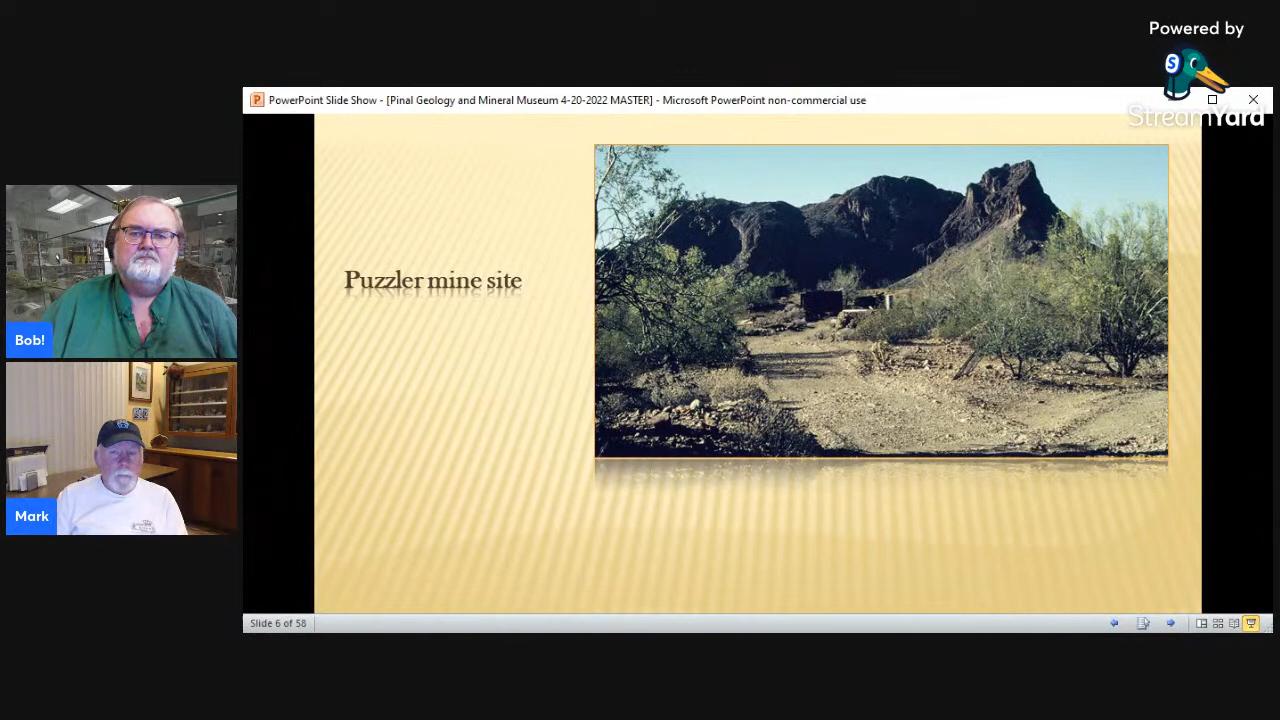 Powered by
S
StreamYard
PowerPoint Slide Show - [Pinal Geology and Mineral Museum 4-20-2022 MASTER] - Microsoft PowerPoint non-commercial use
Puzzler mine site
Bob!
Mark
Slide 6 of 58